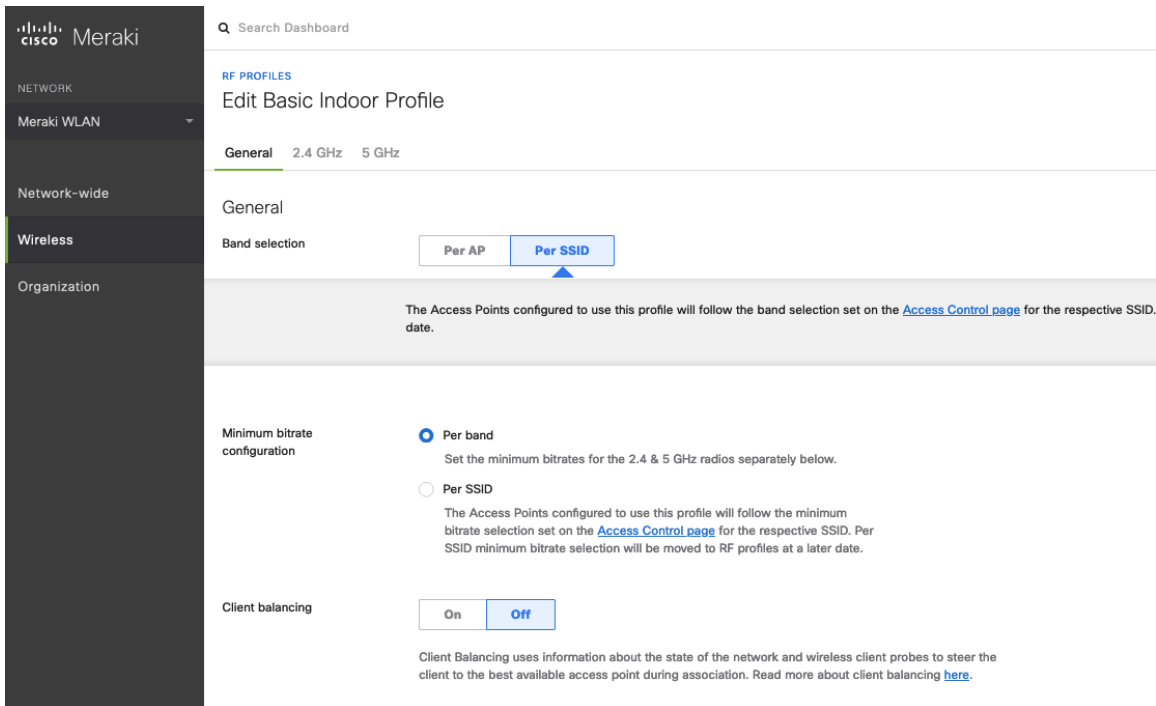 cisco Meraki
NETWORK
Meraki WLAN
Network-wide
Wireless
Organization
Search Dashboard
RF PROFILES
Edit Basic Indoor Profile
General 2.4 GHz 5 GHz
General
Band selection
Per AP Per SSID
The Access Points configured to use this profile will follow the band selection set on the Access Control page for the respective SSID.
date.
Minimum bitrate
configuration
Per band
Set the minimum bitrates for the 2.4 & 5 GHz radios separately below.
Per SSID
The Access Points configured to use this profile will follow the minimum
bitrate selection set on the Access Control page for the respective SSID. Per
SSID minimum bitrate selection will be moved to RF profiles at a later date.
Client balancing
On Off
Client Balancing uses information about the state of the network and wireless client probes to steer the
client to the best available access point during association. Read more about client balancing here.